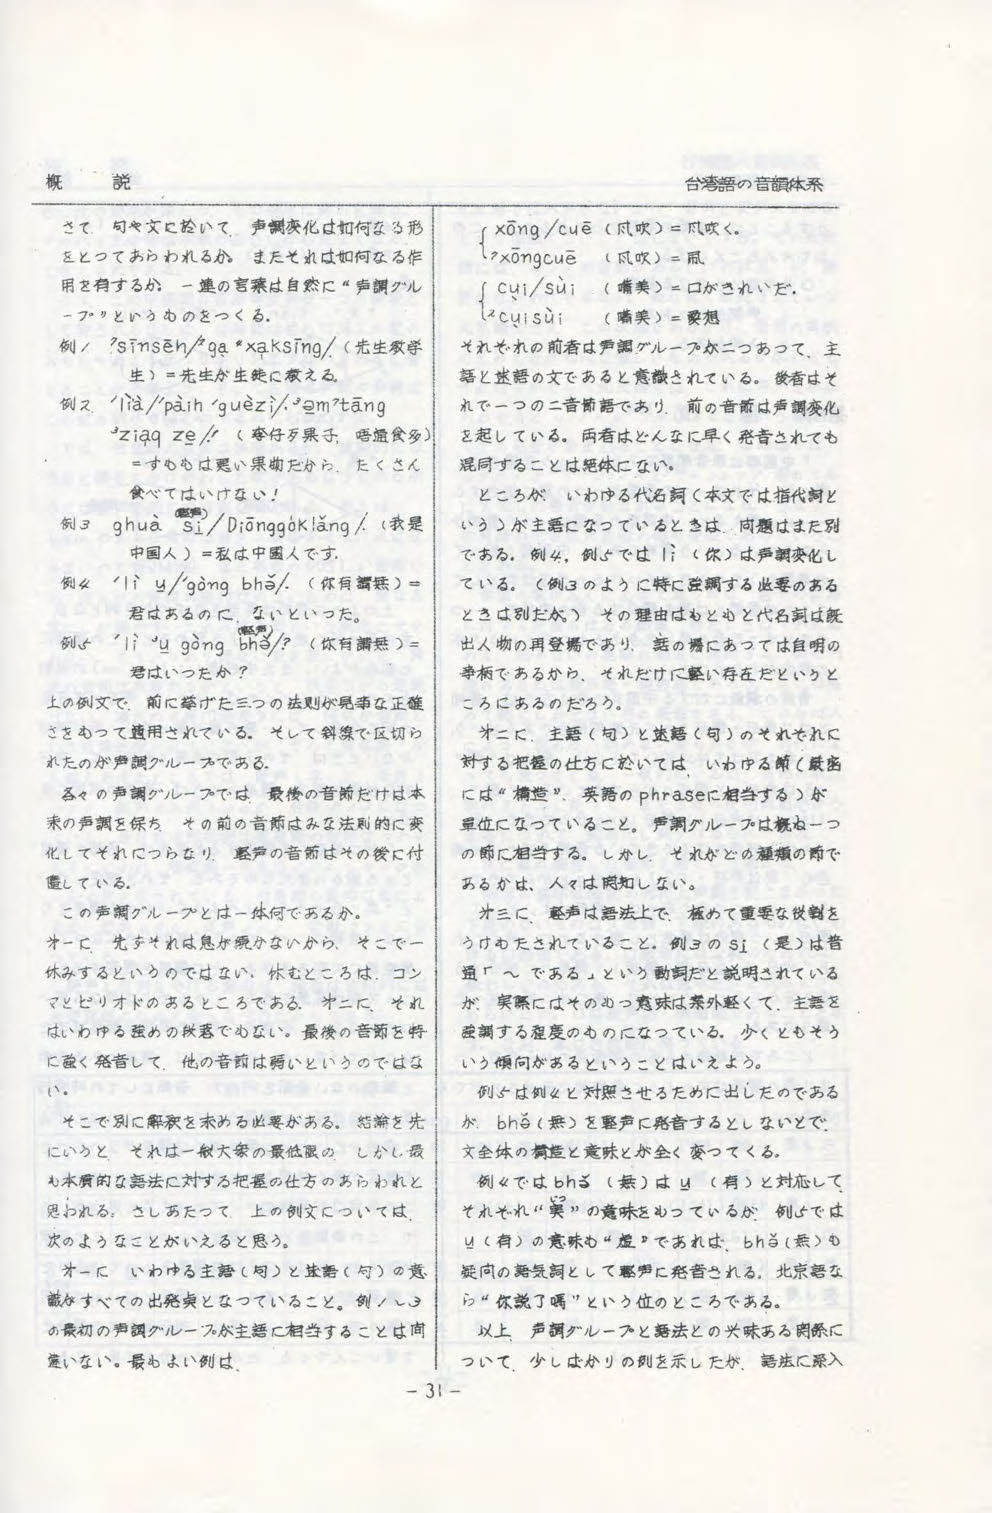 概　説
台湾語の音韻体系
さて　句や文に於いて，声調変化は如何なる形
をとつてあらわれるか。またそれは如何なる作
用を有するか。一連の言葉は自然に“声調グル
ープ”というものをつくる。
例1 ⁷sīnsēh/²gạ ⁸xạksīng/.（先生教学
生）＝先生が生徒に教える。
例2 ′lià/′pàih ′guèzì/.³ə̱m⁷tāng
³ziaq ze̱/!（李仔歹果子，唔通食多）
＝すももは悪い果物だから，たくさん
食べてはいけない！
（軽声）
例3 ghuà si̱/Diōnggókláng/.（我是
中國人）＝私は中國人です。
例4 ′lì u̱/′gòng bhə̌/.（你有講無）＝
君はあるのに，ないといった。
（軽声）
例5 ′lì ³u̱ gòng bhə̌/?（你有講無）＝
君はいつたか？
上の例文で，前に挙げた三つの法則が見事な正確
さをもつて適用されている。そして斜線で区切ら
れたのが声調グループである。
各々の声調グループでは，最後の音節だけは本
来の声調を保ち，その前の音節はみな法則的に変
化してそれにつらなり，軽声の音節はその後に付
置している。
この声調グループとは一体何であるか。
才一に，先ずそれは息が続かないから，そこで一
休みするというのではない。休むところは，コン
マとピリオドのあるところである。才二に，それ
はいわゆる強めの段落でもない。最後の音節を特
に強く発音して，他の音節は弱いというのではな
い。
そこで別に解釈を求める必要がある。結論を先
にいうと，それは一般大衆の最低限の，しかし最
も本質的な語法に対する把握の仕方のあらわれと
思われる。さしあたつて，上の例文については，
次のようなことがいえると思う。
才一に　いわゆる主語（句）と述語（句）の意
識がすべての出発点となつていること。例1～3
の最初の声調グループが主語に相当することは間
違いない。最もよい例は，
xōng/cuē（风吹）＝风吹く。
⁷xōngcuē（风吹）＝凧
cụi/sùi（嘴美）＝口がきれいだ。
²cụisùi（嘴美）＝愛想
それぞれの前者は声調グループが二つあつて，主
語と述語の文であると意識されている。後者はそ
れで一つの二音節語であり，前の音節は声調変化
を起している。両者はどんなに早く発音されても
混同することは絶体にない。
ところが，いわゆる代名詞（本文では指代詞と
いう）が主語になつているときは，問題はまた別
である。例4，例5では lì（你）は声調変化し
ている。（例3のように特に強調する必要のある
ときは別だが。）その理由はもともと代名詞は既
出人物の再登場であり，話の場にあつては自明の
事柄であるから，それだけに軽い存在だというと
ころにあるのだろう。
才二に，主語（句）と述語（句）のそれぞれに
対する把握の仕方に於いては，いわゆる節（厳密
には“構造”，英語のphraseに相当する）が
単位になつていること。声調グループは概ね一つ
の節に相当する。しかし，それがどの種類の節で
あるかは，人々は関知しない。
才三に，軽声は語法上で，極めて重要な役割を
うけもたされていること。例3の si̱（是）は普
通「～である」という動詞だと説明されている
が，実際にはそのもつ意味は案外軽くて，主語を
強調する程度のものになつている。少くともそう
いう傾向があるということはいえよう。
例5は例4と対照させるために出したのである
が，bhə̌（無）を軽声に発音するとしないとで，
文全体の構造と意味とが全く変つてくる。
例4では bhə̌（無）は u̱（有）と対応して，
それぞれ“実”の意味をもつているが，例5では
じつ
u̱（有）の意味も“虚”であれば，bhə̌（無）も
疑問の語気詞として軽声に発音される。北京語な
ら“你説了嗎”という位のところである。
以上，声調グループと語法との興味ある関係に
ついて，少しばかりの例を示したが，語法に深入
－31－